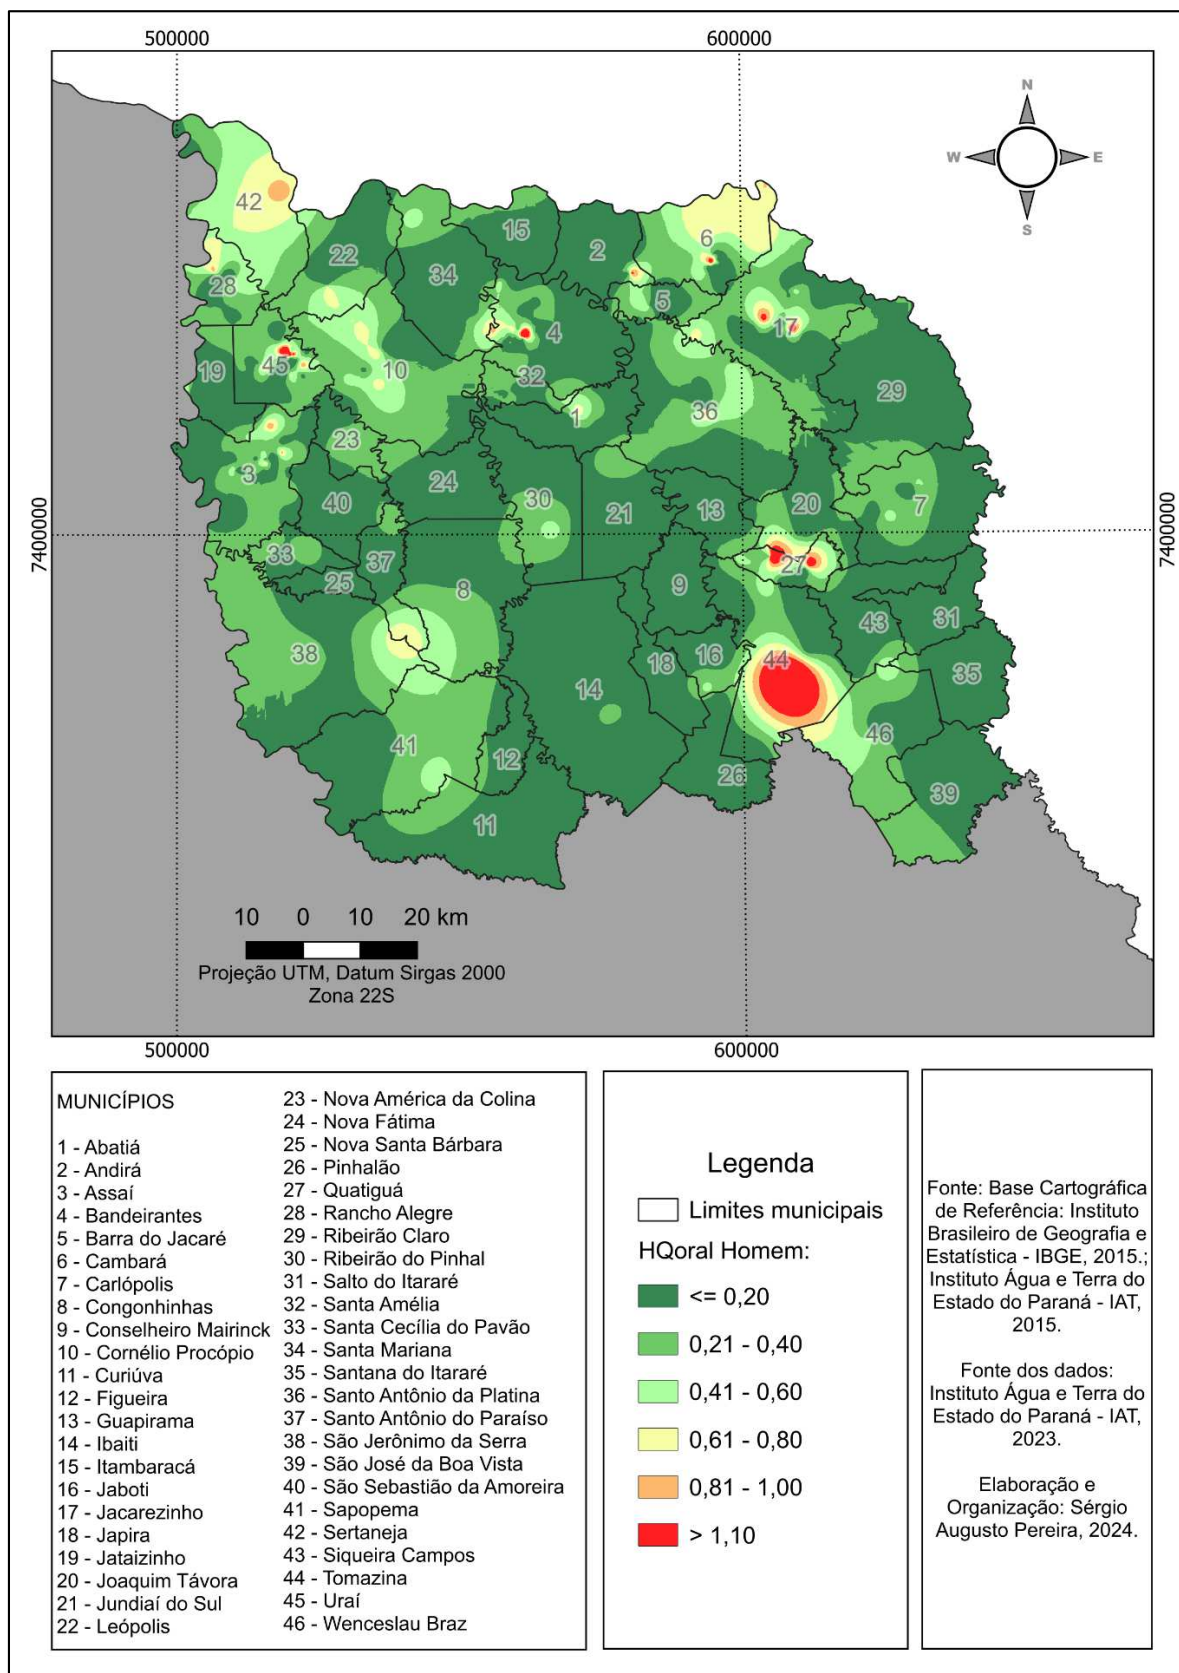 500000
600000
N
W
E
S
42
15
2
6
22
34
28
5
17
4
45
19
10
32
29
1
36
23
3
24
40
30
21
13
20
7
33
37
27
25
8
9
43
31
38
18
16
44
35
14
41
12
46
26
39
11
7400000
7400000
10 0 10 20 km
Projeção UTM, Datum Sirgas 2000
Zona 22S
500000
600000
MUNICÍPIOS
1 - Abatiá
2 - Andirá
3 - Assaí
4 - Bandeirantes
5 - Barra do Jacaré
6 - Cambará
7 - Carlópolis
8 - Congonhinhas
9 - Conselheiro Mairinck
10 - Cornélio Procópio
11 - Curiúva
12 - Figueira
13 - Guapirama
14 - Ibaiti
15 - Itambaracá
16 - Jaboti
17 - Jacarezinho
18 - Japira
19 - Jataizinho
20 - Joaquim Távora
21 - Jundiaí do Sul
22 - Leópolis
23 - Nova América da Colina
24 - Nova Fátima
25 - Nova Santa Bárbara
26 - Pinhalão
27 - Quatiguá
28 - Rancho Alegre
29 - Ribeirão Claro
30 - Ribeirão do Pinhal
31 - Salto do Itararé
32 - Santa Amélia
33 - Santa Cecília do Pavão
34 - Santa Mariana
35 - Santana do Itararé
36 - Santo Antônio da Platina
37 - Santo Antônio do Paraíso
38 - São Jerônimo da Serra
39 - São José da Boa Vista
40 - São Sebastião da Amoreira
41 - Sapopema
42 - Sertaneja
43 - Siqueira Campos
44 - Tomazina
45 - Uraí
46 - Wenceslau Braz
Legenda
Limites municipais
HQoral Homem:
<= 0,20
0,21 - 0,40
0,41 - 0,60
0,61 - 0,80
0,81 - 1,00
> 1,10
Fonte: Base Cartográfica
de Referência: Instituto
Brasileiro de Geografia e
Estatística - IBGE, 2015.;
Instituto Água e Terra do
Estado do Paraná - IAT,
2015.
Fonte dos dados:
Instituto Água e Terra do
Estado do Paraná - IAT,
2023.
Elaboração e
Organização: Sérgio
Augusto Pereira, 2024.